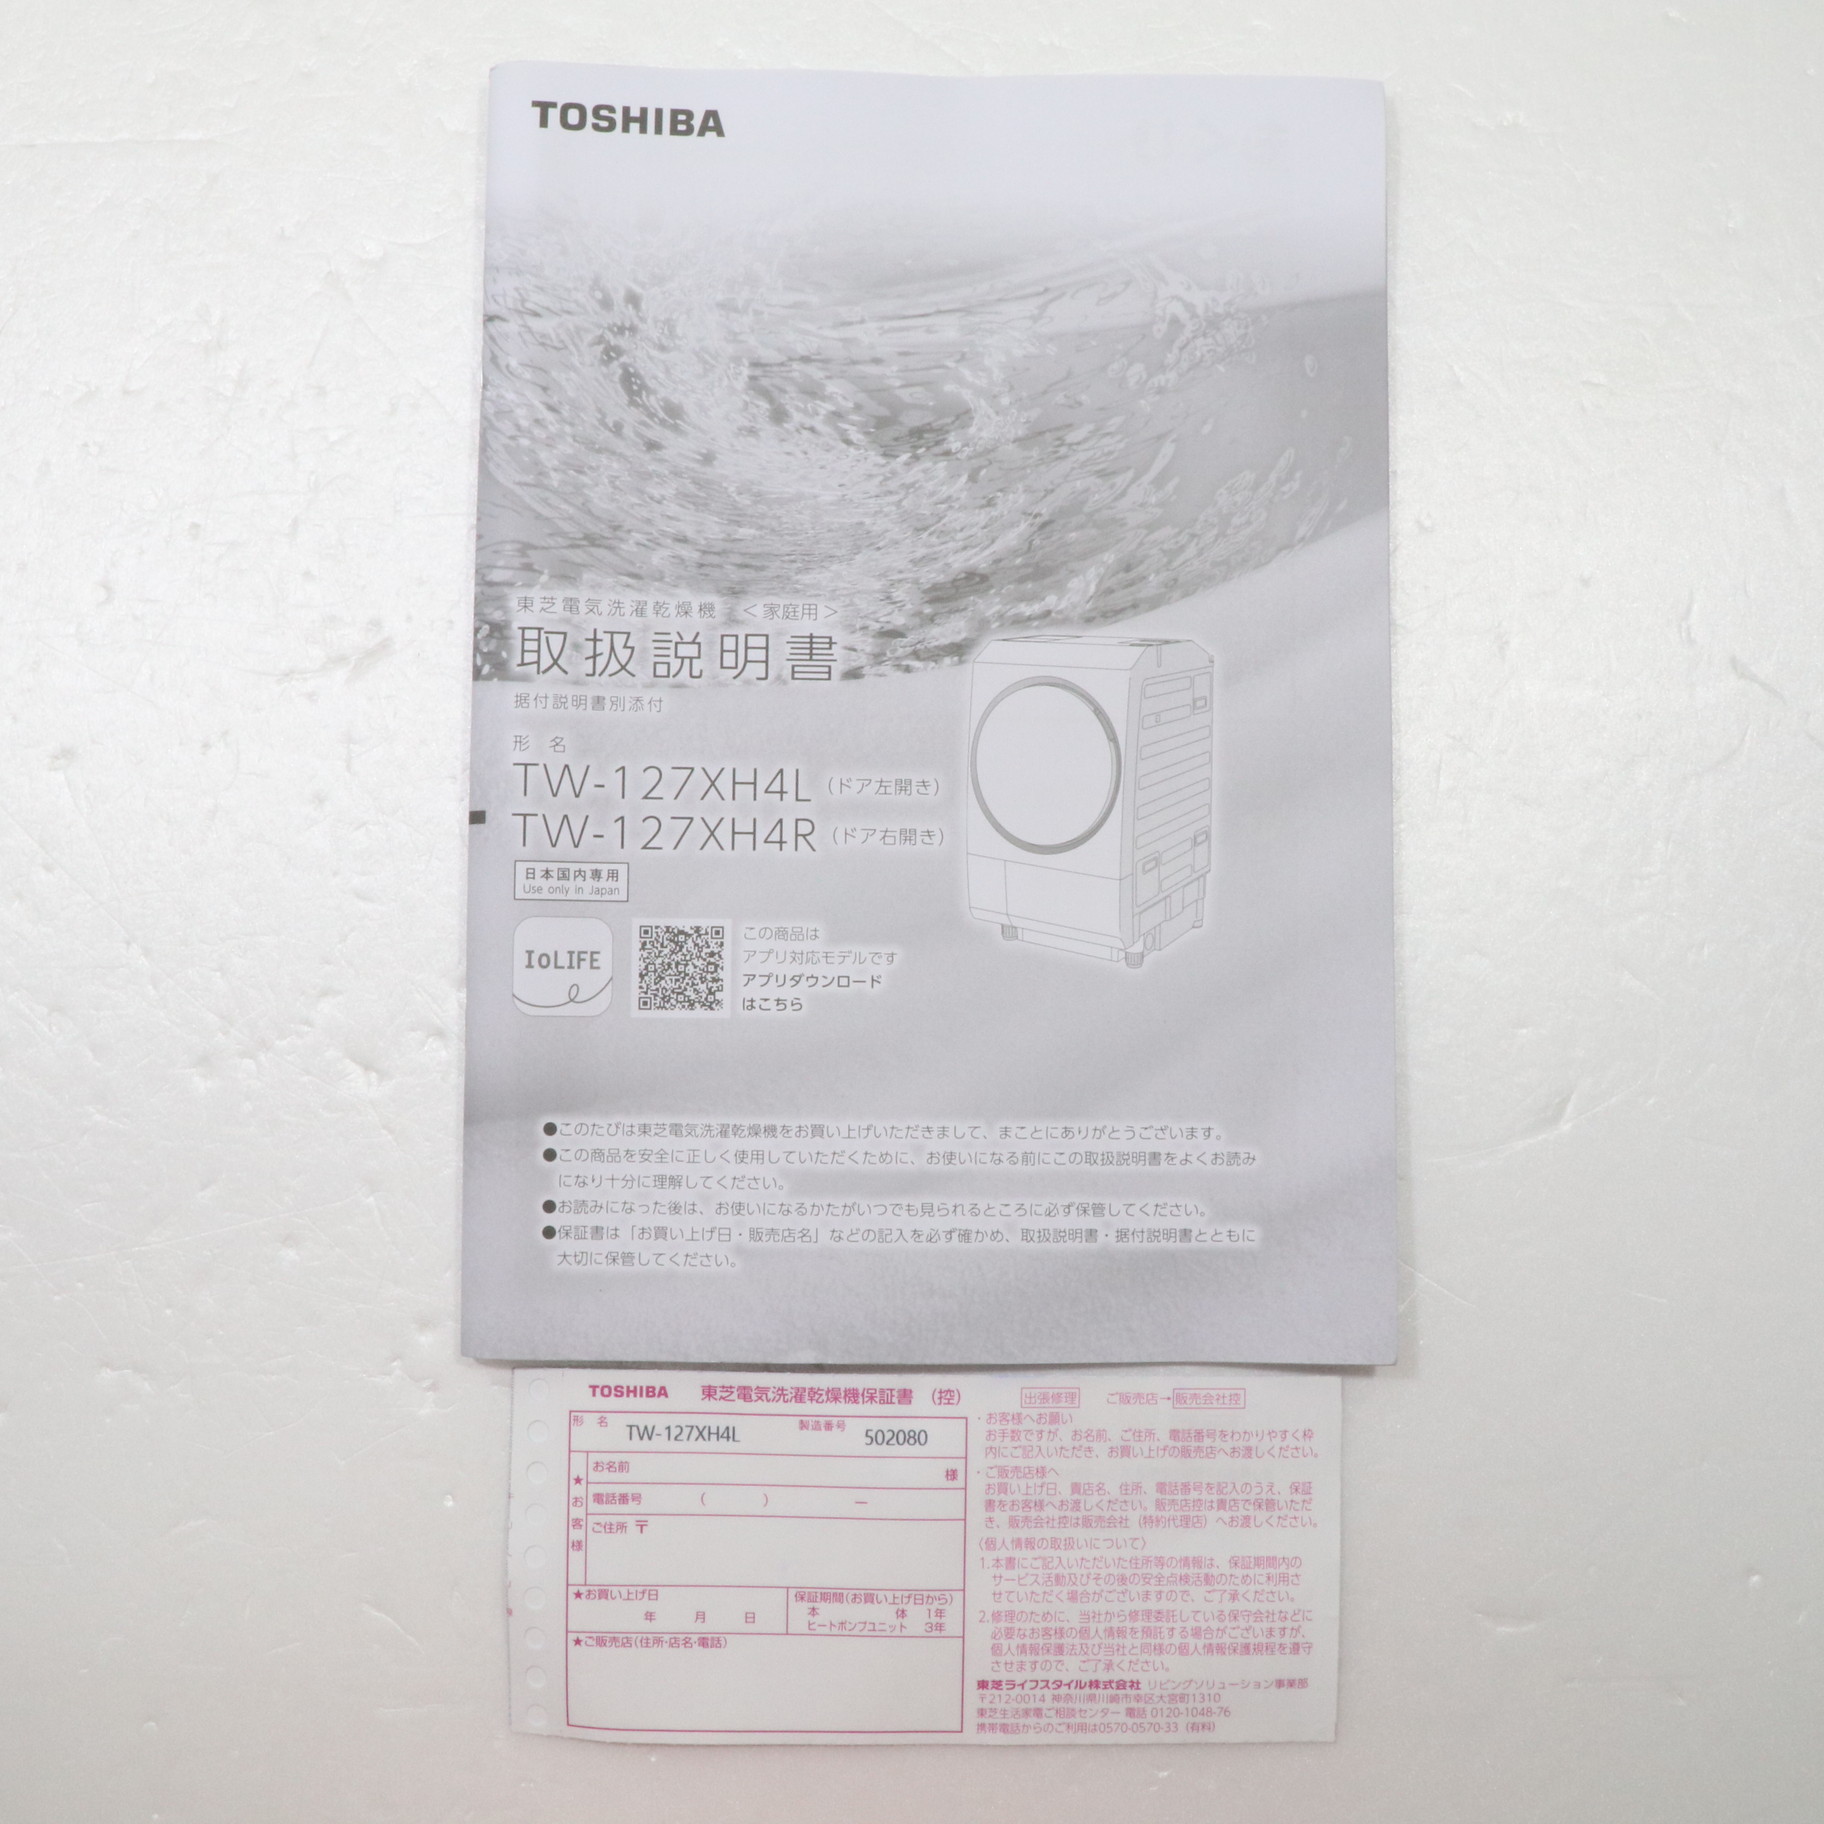 TOSHIBA
東芝電気洗濯乾燥機 ＜家庭用＞
取扱説明書
据付説明書別添付
形 名
TW-127XH4L（ドア左開き）
TW-127XH4R（ドア右開き）
日本国内専用
Use only in Japan
IoLIFE
この商品は
アプリ対応モデルです
アプリダウンロード
はこちら
●このたびは東芝電気洗濯乾燥機をお買い上げいただきまして、まことにありがとうございます。
●この商品を安全に正しく使用していただくために、お使いになる前にこの取扱説明書をよくお読み
になり十分に理解してください。
●お読みになった後は、お使いになるかたがいつでも見られるところに必ず保管してください。
●保証書は「お買い上げ日・販売店名」などの記入を必ず確かめ、取扱説明書・据付説明書とともに
大切に保管してください。
TOSHIBA 東芝電気洗濯乾燥機保証書 （控）
形 名 TW-127XH4L 製造番号 502080
★お客様
お名前 様
電話番号 （ ） ー
ご住所 〒
★お買い上げ日
年 月 日
保証期間（お買い上げ日から）
本 体 1年
ヒートポンプユニット 3年
★ご販売店（住所・店名・電話）
出張修理 ご販売店→販売会社控
・お客様へお願い
お手数ですが、お名前、ご住所、電話番号をわかりやすく枠
内にご記入いただき、お買い上げの販売店へお渡しください。
・ご販売店様へ
お買い上げ日、貴店名、住所、電話番号を記入のうえ、保証
書をお客様へお渡しください。販売店控は貴店で保管いただ
き、販売会社控は販売会社（特約代理店）へお渡しください。
〈個人情報の取扱いについて〉
1.本書にご記入いただいた住所等の情報は、保証期間内の
サービス活動及びその後の安全点検活動のために利用さ
せていただく場合がございますので、ご了承ください。
2.修理のために、当社から修理委託している保守会社などに
必要なお客様の個人情報を預託する場合がございますが、
個人情報保護法及び当社と同様の個人情報保護規程を遵守
させますので、ご了承ください。
東芝ライフスタイル株式会社 リビングソリューション事業部
〒212-0014 神奈川県川崎市幸区大宮町1310
東芝生活家電ご相談センター 電話 0120-1048-76
携帯電話からのご利用は0570-0570-33（有料）